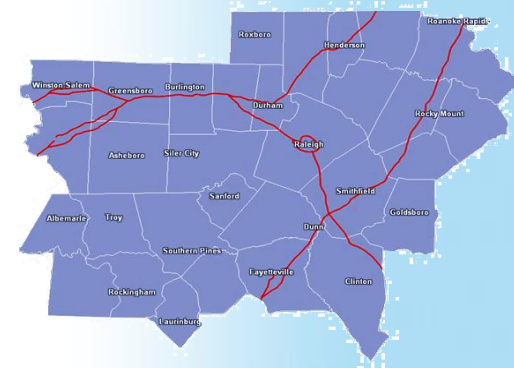 Roxboro
Roanoke Rapids
Henderson
Winston-Salem
Greensboro
Burlington
Durham
Rocky Mount
Raleigh
Asheboro
Siler City
Smithfield
Sanford
Goldsboro
Albemarle
Troy
Dunn
Southern Pines
Fayetteville
Clinton
Rockingham
Laurinburg